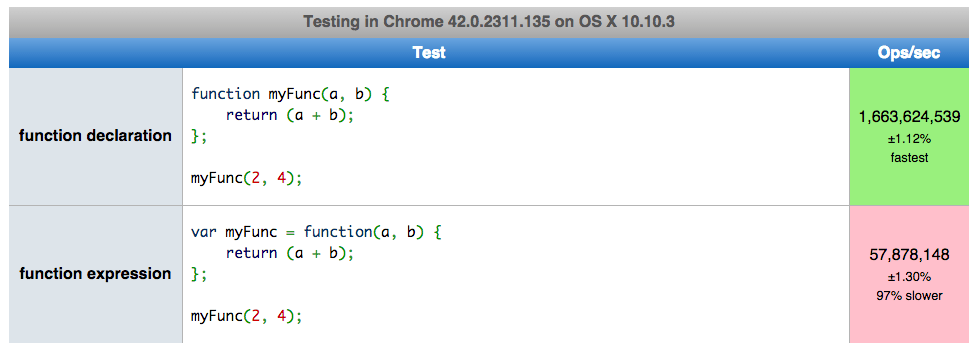 Testing in Chrome 42.0.2311.135 on OS X 10.10.3
Test Ops/sec
function declaration
function myFunc(a, b) {
    return (a + b);
};
myFunc(2, 4);
1,663,624,539
±1.12%
fastest
function expression
var myFunc = function(a, b) {
    return (a + b);
};
myFunc(2, 4);
57,878,148
±1.30%
97% slower